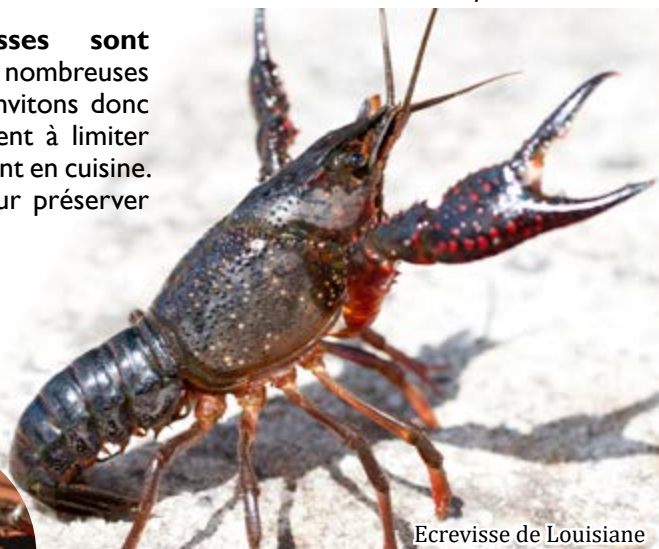 sses sont
nombreuses
nvitons donc
ent à limiter
nt en cuisine.
ur préserver
Ecrevisse de Louisiane